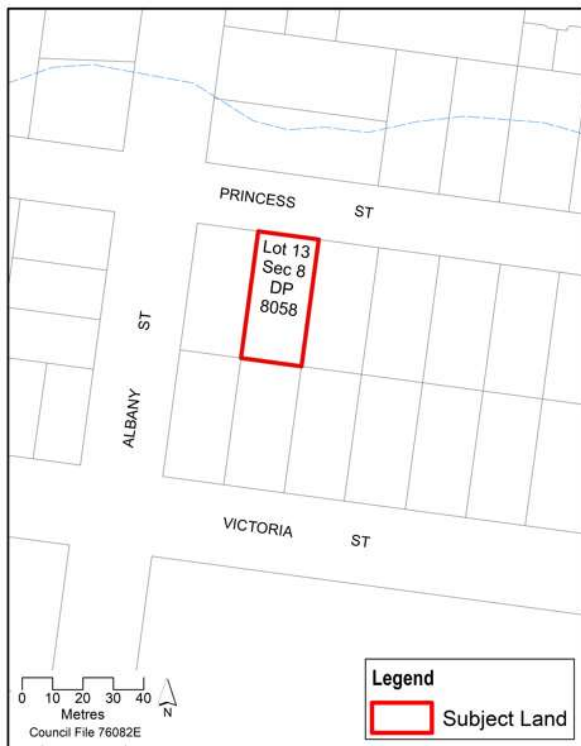 PRINCESS ST
Lot 13
Sec 8
DP
8058
ALBANY ST
VICTORIA ST
0 10 20 30 40
Metres
N
Council File 76082E
Legend
Subject Land